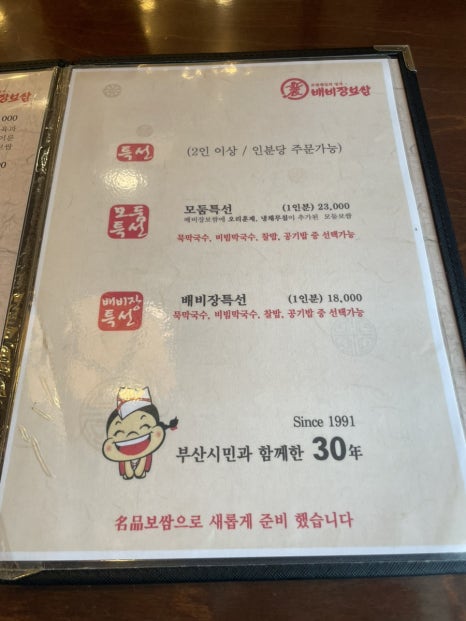 배비장보쌈
특선 (2인 이상 / 인분당 주문가능)
모둠특선 모둠특선 (1인분) 23,000
배비장보쌈에 오리훈제, 냉채무쌈이 추가된 모둠보쌈
묵막국수, 비빔막국수, 찰밥, 공기밥 중 선택가능
배비장특선 배비장특선 (1인분) 18,000
묵막국수, 비빔막국수, 찰밥, 공기밥 중 선택가능
Since 1991
부산시민과 함께한 30年
名品보쌈으로 새롭게 준비 했습니다